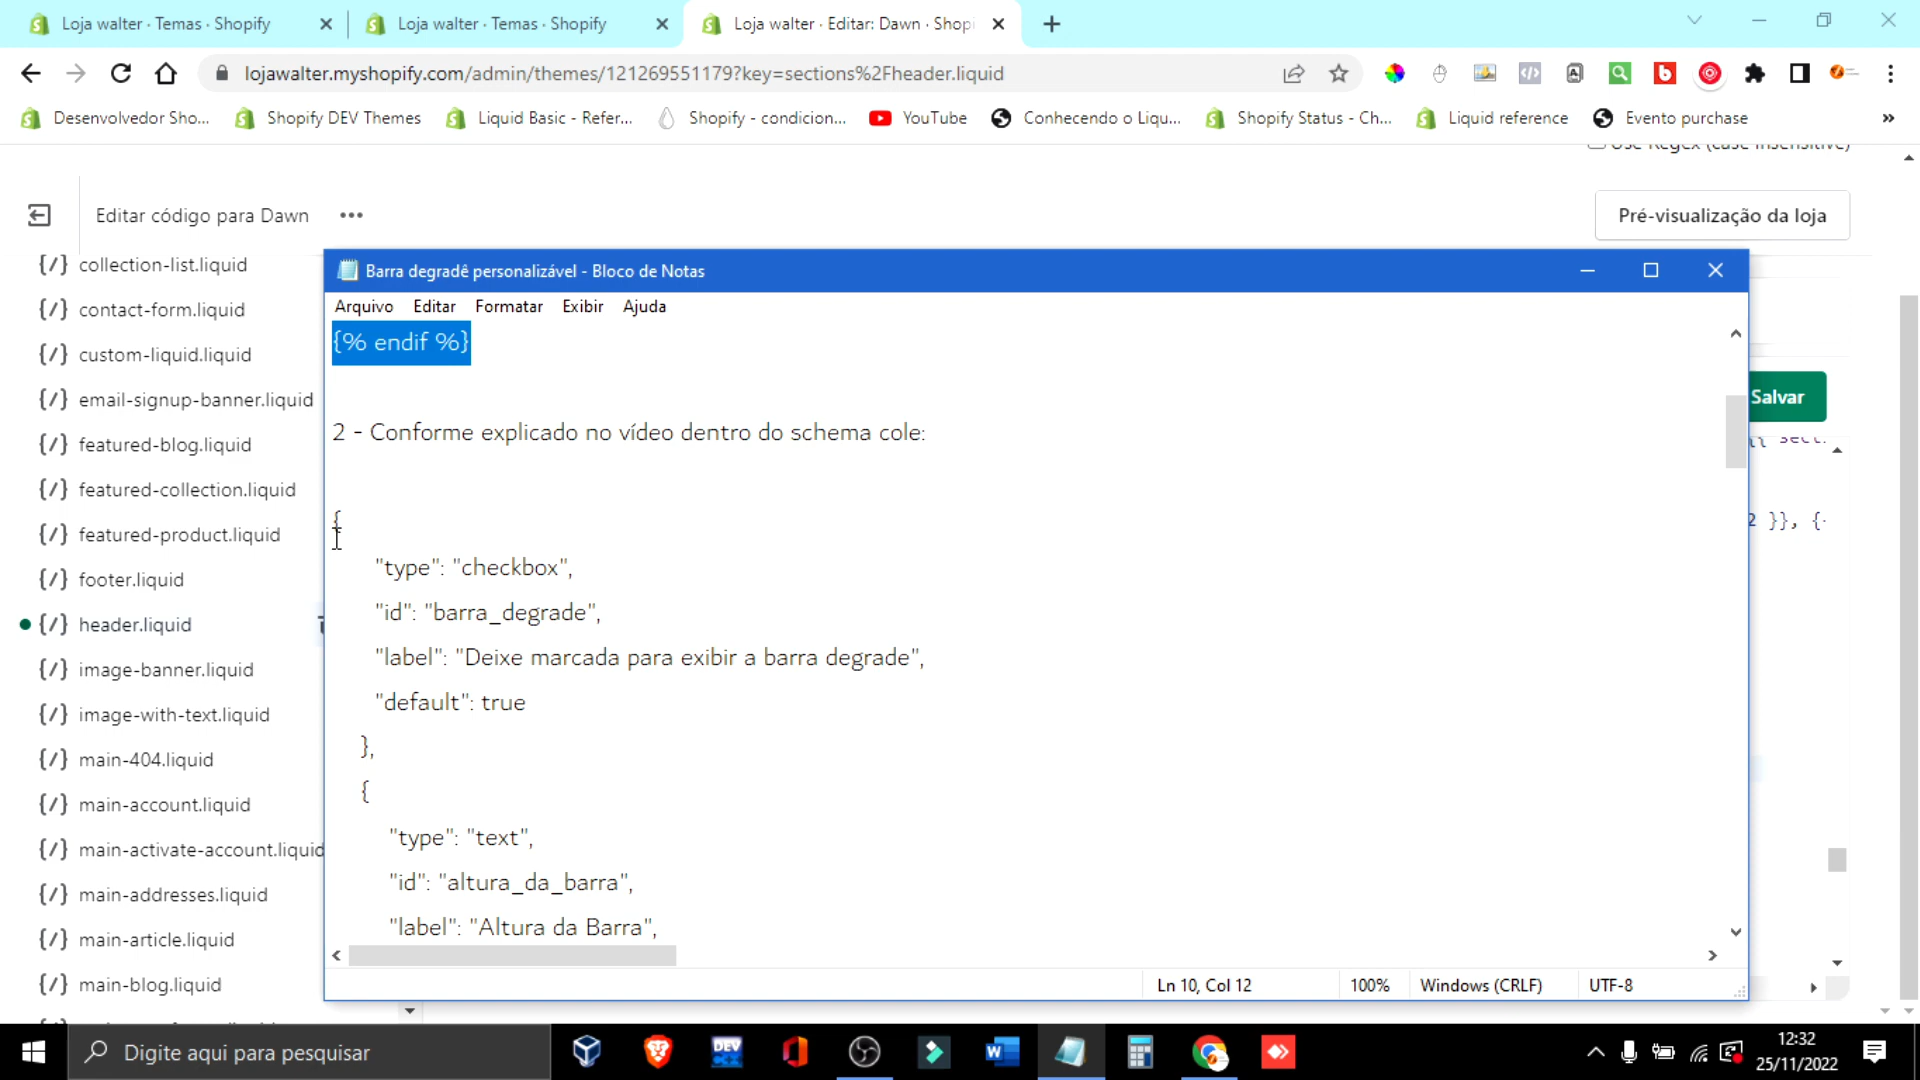 Loja walter · Temas · Shopify
Loja walter · Temas · Shopify
Loja walter · Editar: Dawn · Shop
lojawalter.myshopify.com/admin/themes/121269551179?key=sections%2Fheader.liquid
Desenvolvedor Sho...
Shopify DEV Themes
Liquid Basic - Refer...
Shopify - condicion...
YouTube
Conhecendo o Liqu...
Shopify Status - Ch...
Liquid reference
Evento purchase
»
Use Regex (case insensitive)
Editar código para Dawn
Pré-visualização da loja
{/} collection-list.liquid
{/} contact-form.liquid
{/} custom-liquid.liquid
{/} email-signup-banner.liquid
{/} featured-blog.liquid
{/} featured-collection.liquid
{/} featured-product.liquid
{/} footer.liquid
{/} header.liquid
{/} image-banner.liquid
{/} image-with-text.liquid
{/} main-404.liquid
{/} main-account.liquid
{/} main-activate-account.liquid
{/} main-addresses.liquid
{/} main-article.liquid
{/} main-blog.liquid
Barra degradê personalizável - Bloco de Notas
Arquivo Editar Formatar Exibir Ajuda
{% endif %}
2 - Conforme explicado no vídeo dentro do schema cole:
{
"type": "checkbox",
"id": "barra_degrade",
"label": "Deixe marcada para exibir a barra degrade",
"default": true
},
{
"type": "text",
"id": "altura_da_barra",
"label": "Altura da Barra",
Ln 10, Col 12
100%
Windows (CRLF)
UTF-8
Salvar
2 }}, {
Digite aqui para pesquisar
DEV
12:32
25/11/2022